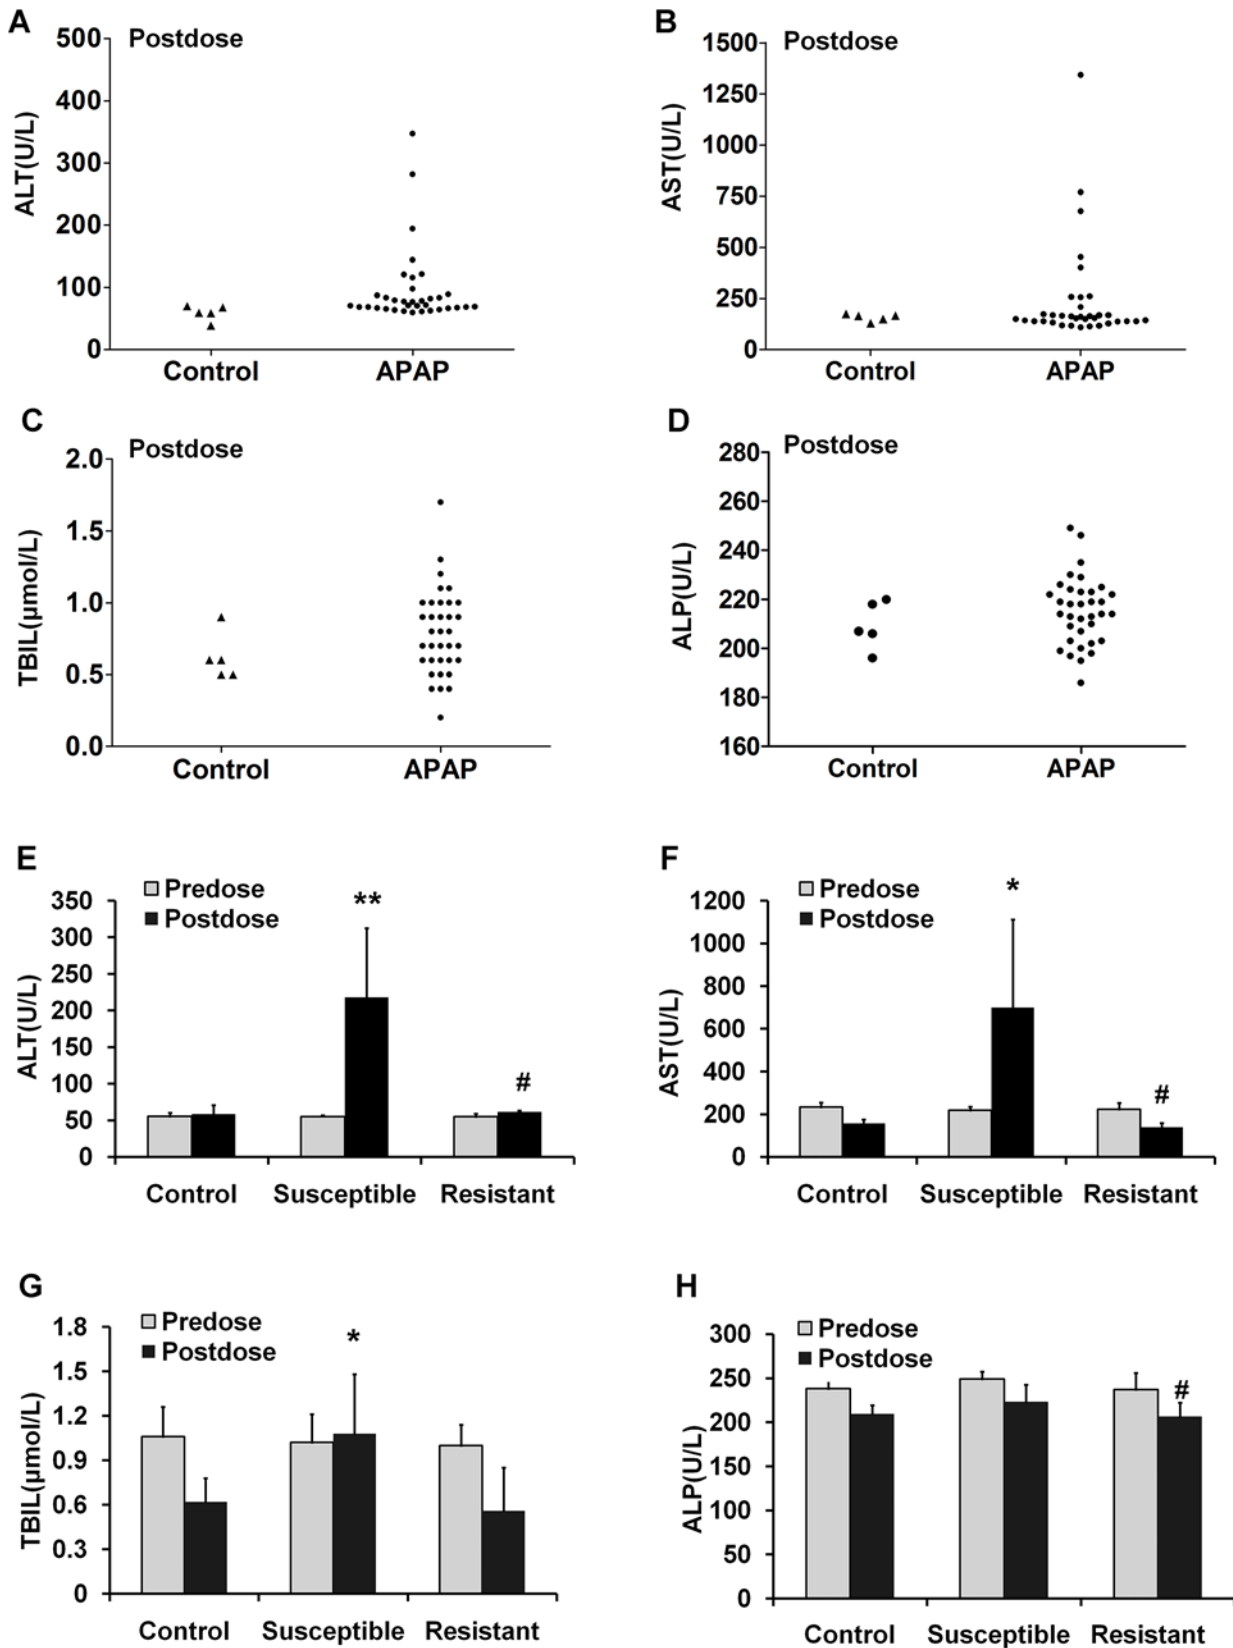 A
Postdose
ALT(U/L)
500
400
300
200
100
0
Control
APAP
B
Postdose
AST(U/L)
1500
1250
1000
750
500
250
0
Control
APAP
C
Postdose
TBIL(μmol/L)
2.0
1.5
1.0
0.5
0.0
Control
APAP
D
Postdose
ALP(U/L)
280
260
240
220
200
180
160
Control
APAP
E
Predose
Postdose
ALT(U/L)
350
300
250
200
150
100
50
0
**
#
Control
Susceptible
Resistant
F
Predose
Postdose
AST(U/L)
1200
1000
800
600
400
200
0
*
#
Control
Susceptible
Resistant
G
Predose
Postdose
TBIL(μmol/L)
1.8
1.5
1.2
0.9
0.6
0.3
0
*
Control
Susceptible
Resistant
H
Predose
Postdose
ALP(U/L)
300
250
200
150
100
50
0
#
Control
Susceptible
Resistant